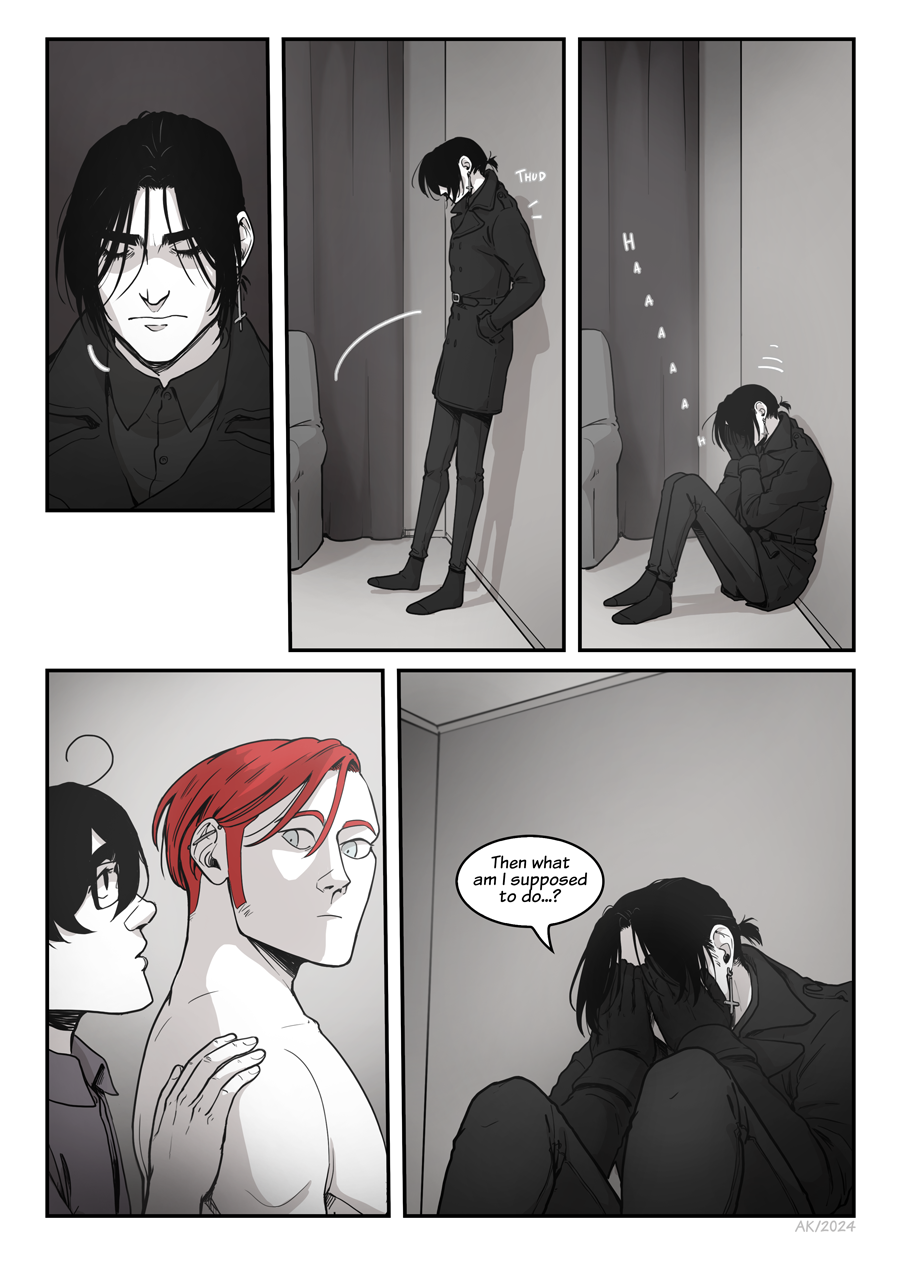 THUD
HAAAAAH
Then what
am I supposed
to do...?
AK/2024